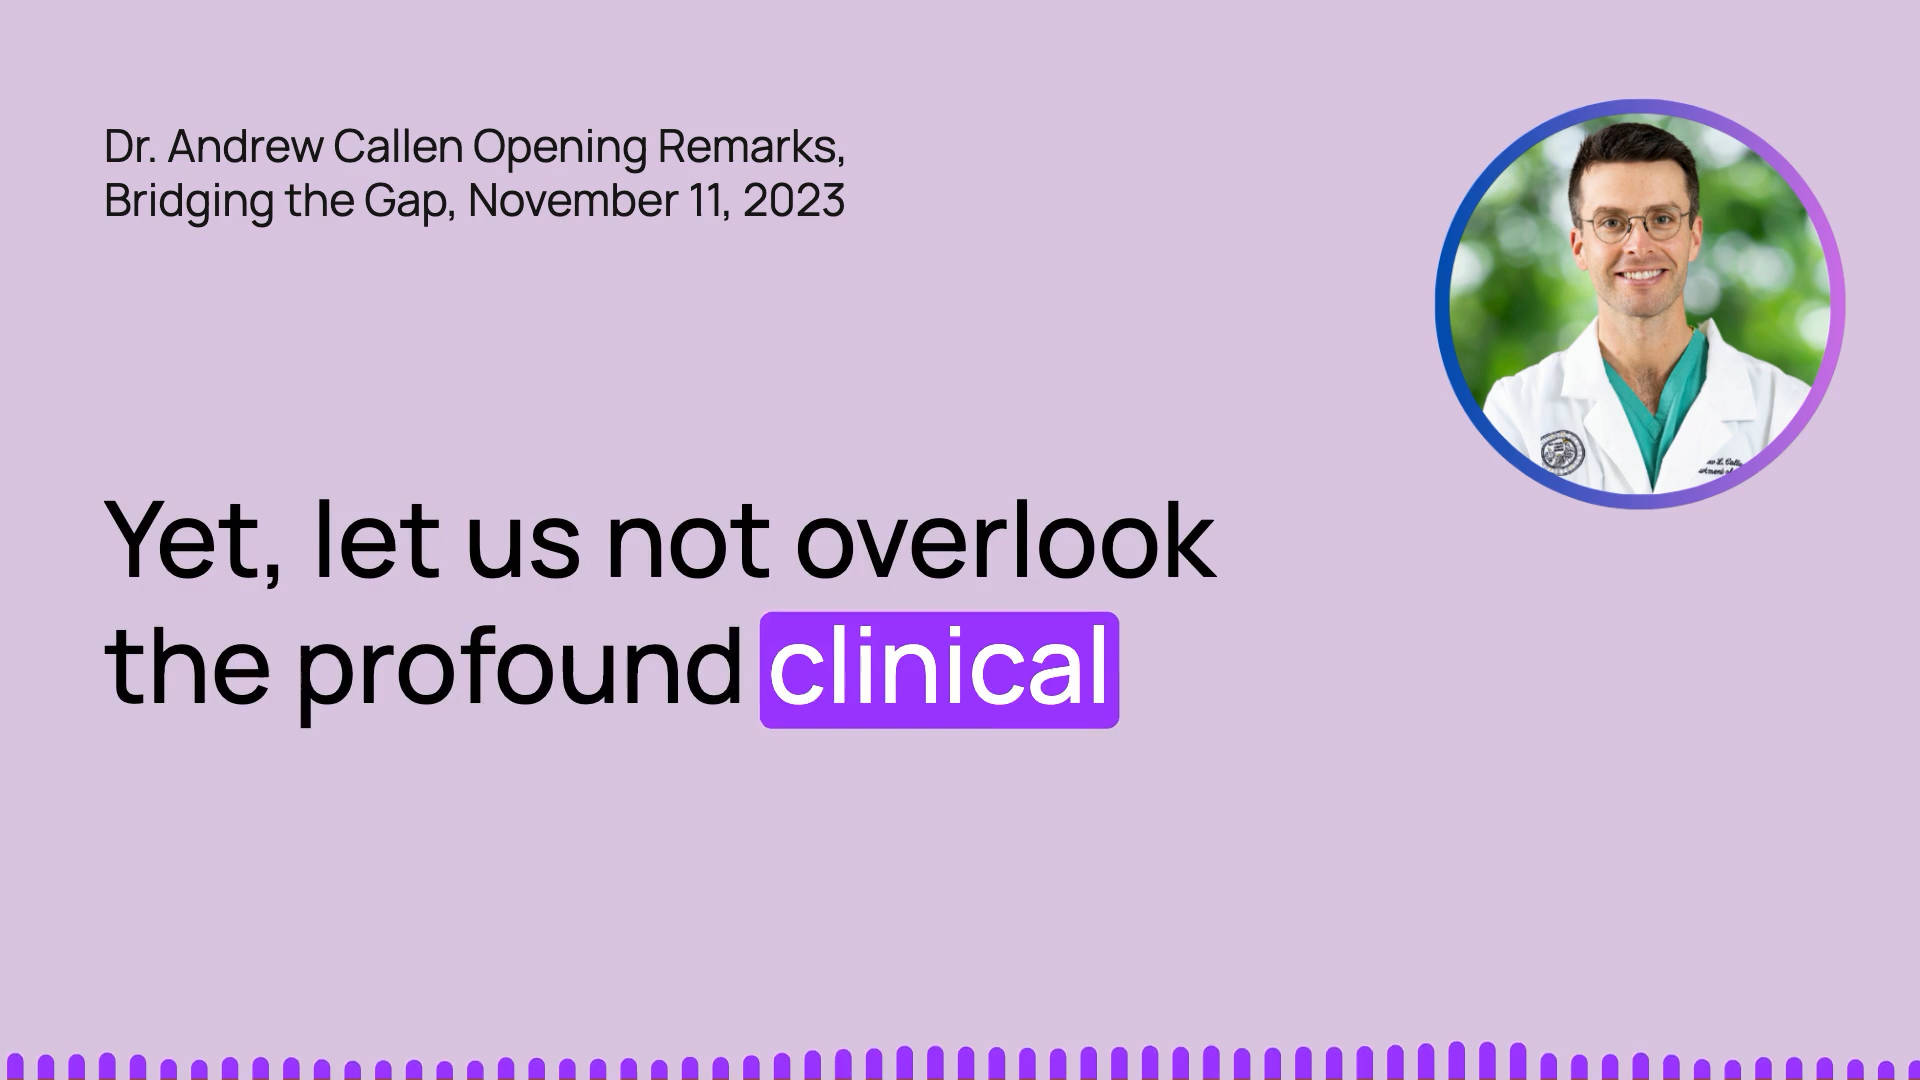 Dr. Andrew Callen Opening Remarks,
Bridging the Gap, November 11, 2023
Yet, let us not overlook
the profound clinical